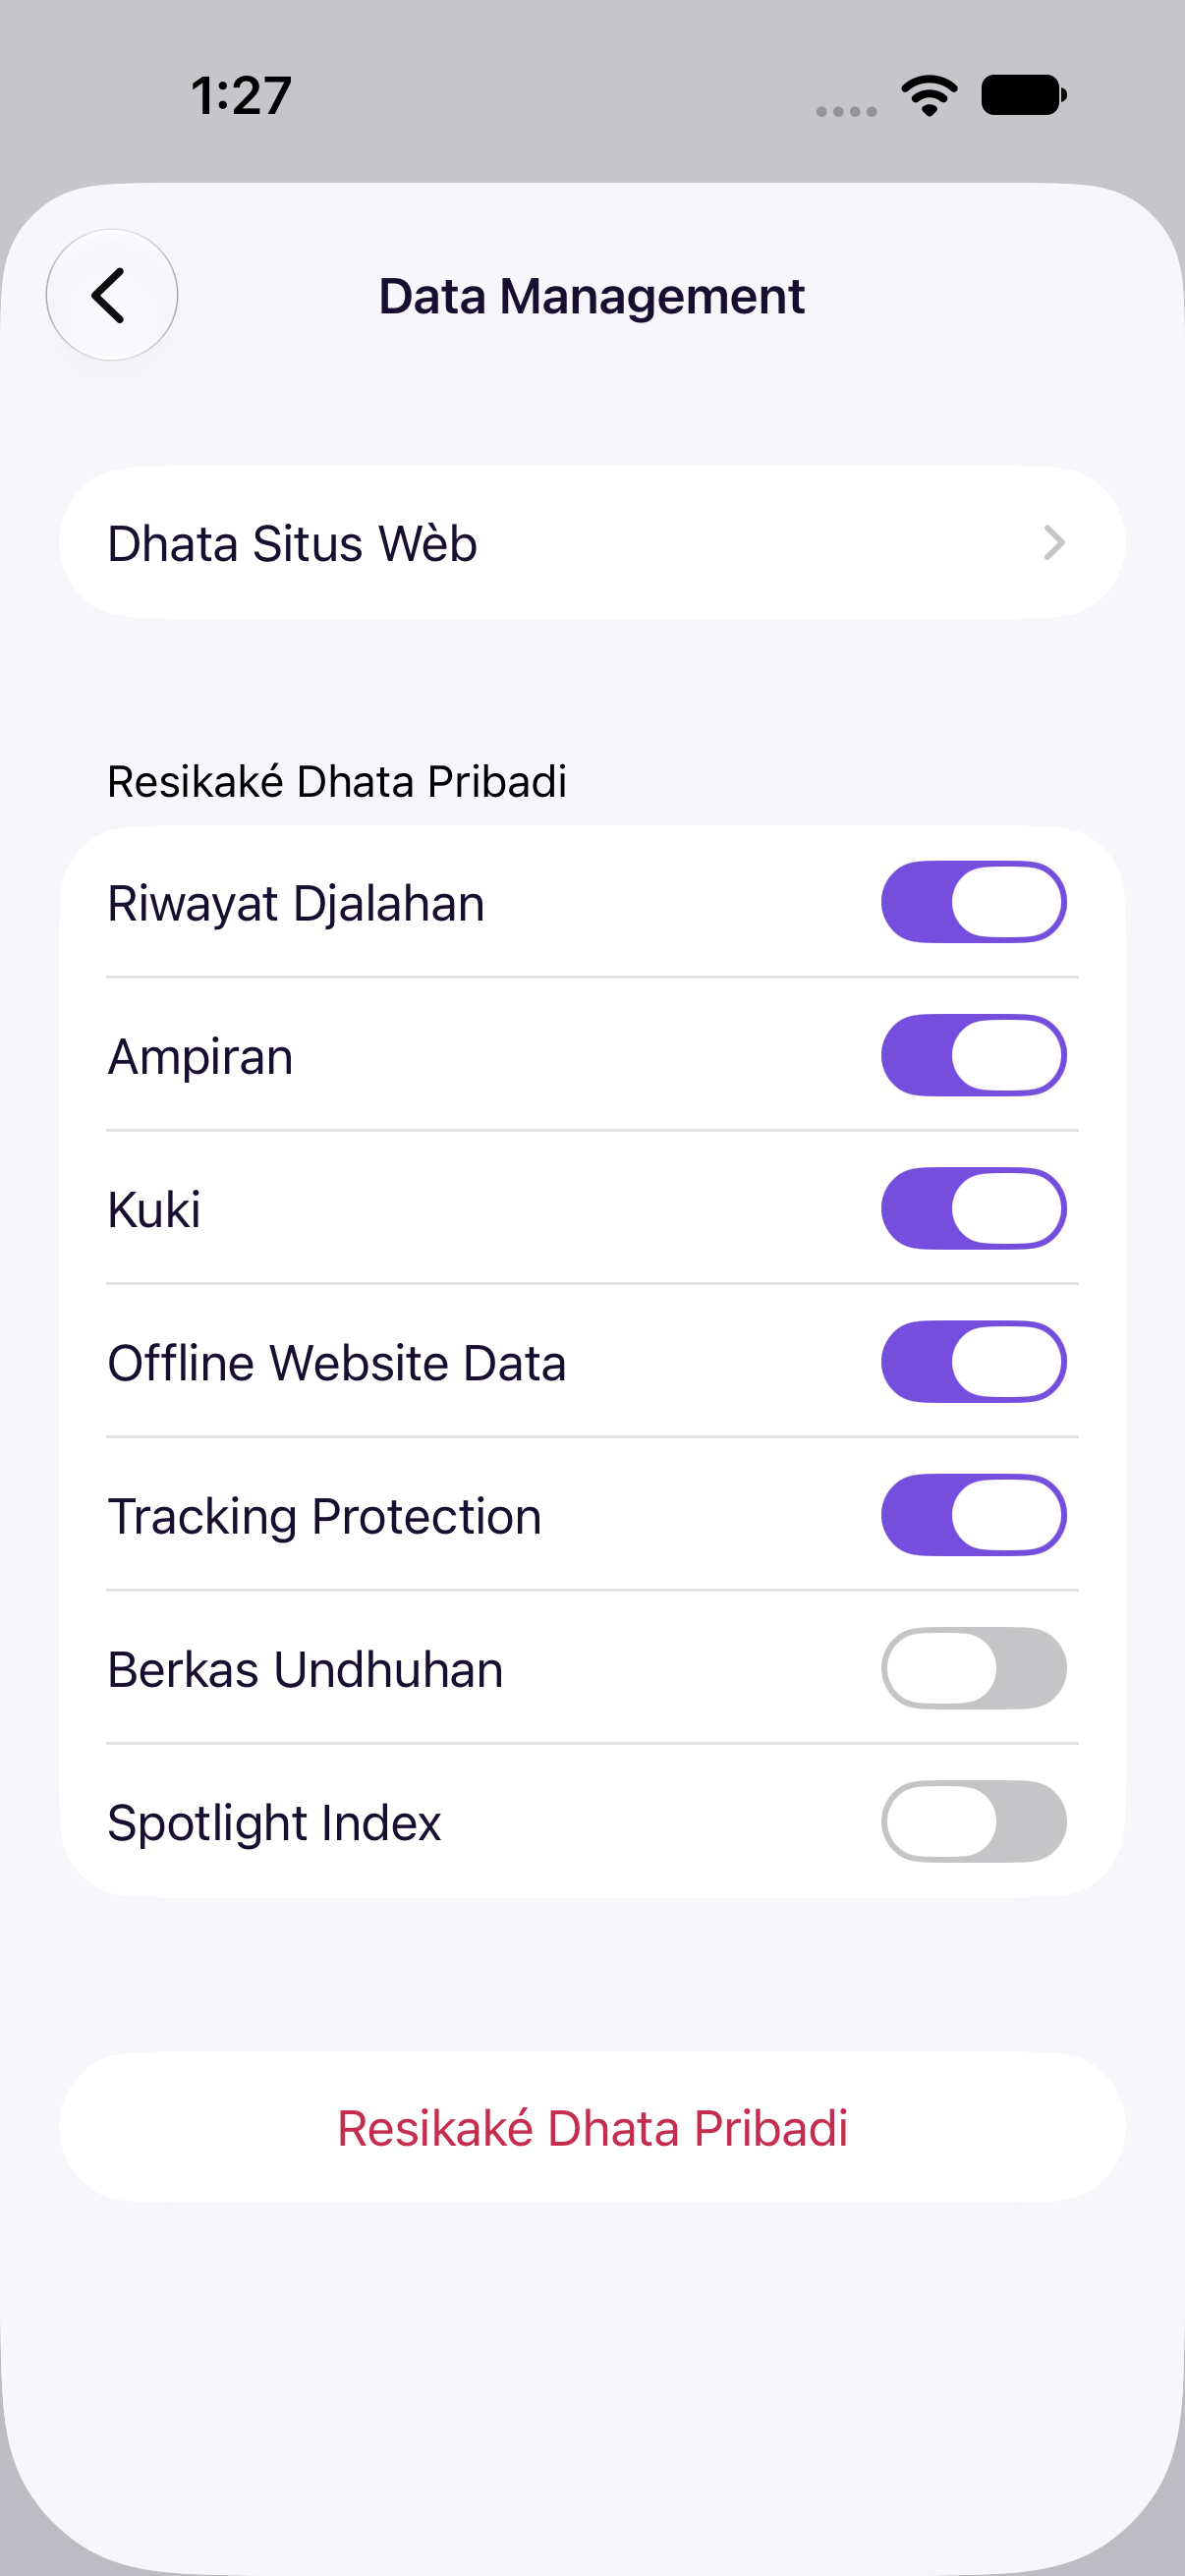 1:27
Data Management
Dhata Situs Wèb
Resikaké Dhata Pribadi
Riwayat Djalahan
Ampiran
Kuki
Offline Website Data
Tracking Protection
Berkas Undhuhan
Spotlight Index
Resikaké Dhata Pribadi